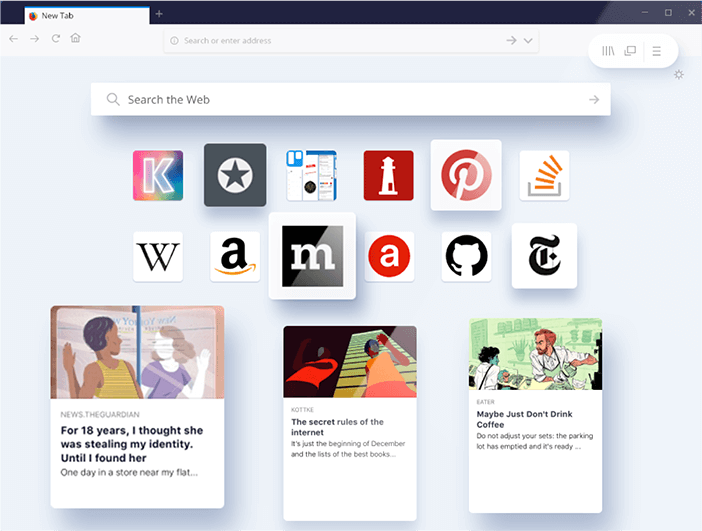 New Tab
Search or enter address
Search the Web
K
W
a
m
a
T
NEWS.THEGUARDIAN
For 18 years, I thought she
was stealing my identity.
Until I found her
One day in a store near my flat...
KOTTKE
The secret rules of the
internet
It's just the beginning of December
and the lists of the best books...
EATER
Maybe Just Don't Drink
Coffee
Do not adjust your sets: the parking
lot has emptied and it's ready ...